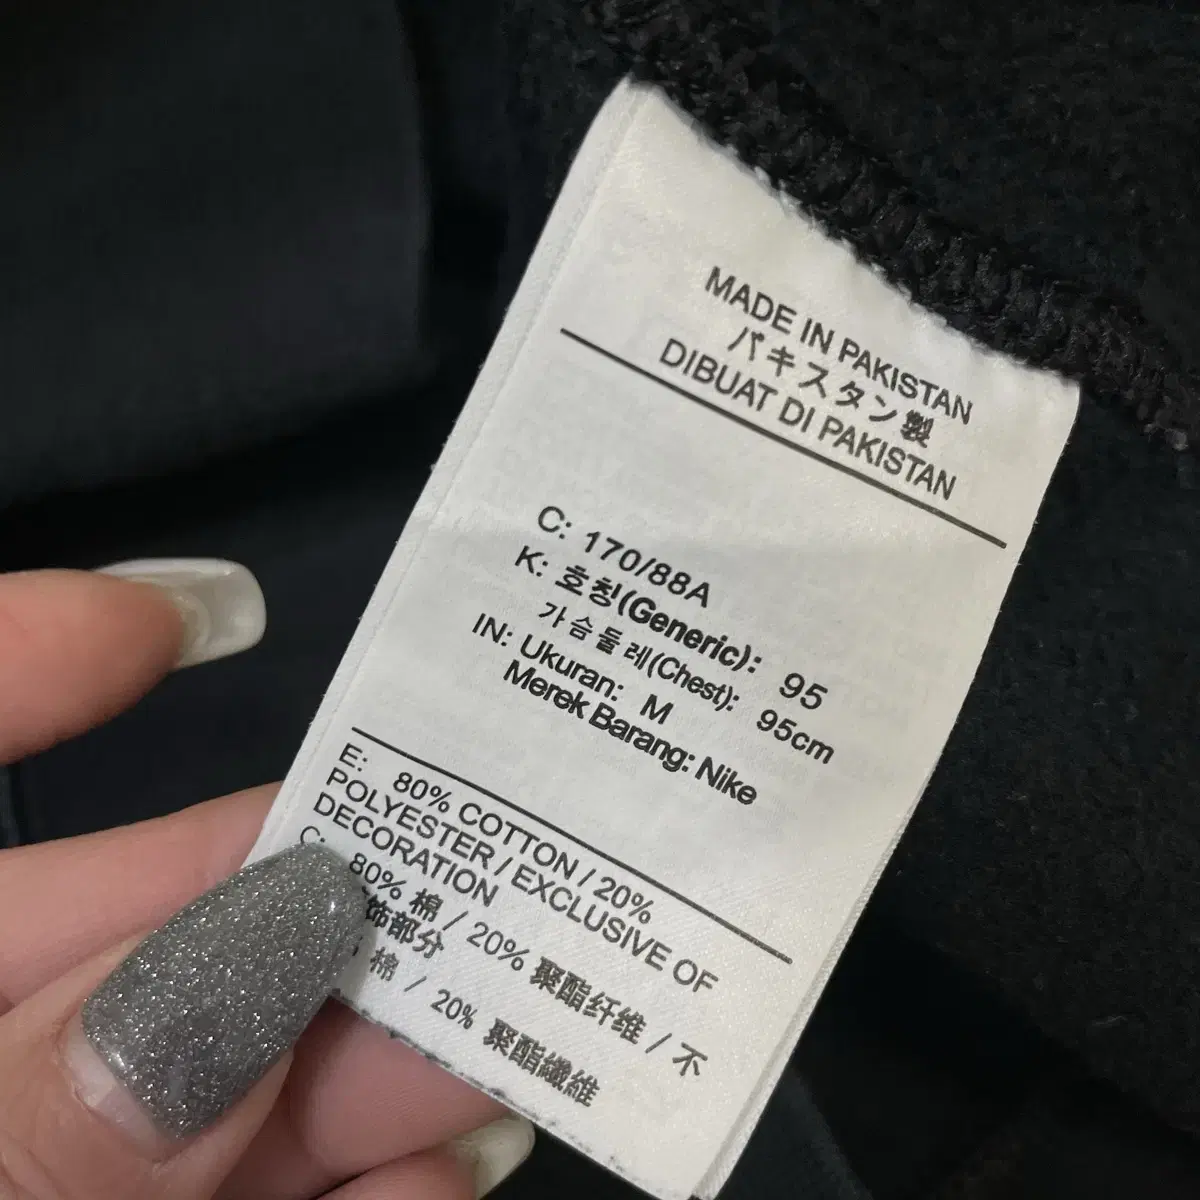 MADE IN PAKISTAN
パキスタン製
DIBUAT DI PAKISTAN
C: 170/88A
K: 호칭(Generic): 95
가슴둘레(Chest): 95cm
IN: Ukuran: M
Merek Barang: Nike
E: 80% COTTON / 20%
POLYESTER / EXCLUSIVE OF
DECORATION
C: 80% 棉 / 20% 聚酯纤维 / 不
饰部分
棉 / 20% 聚酯纖維